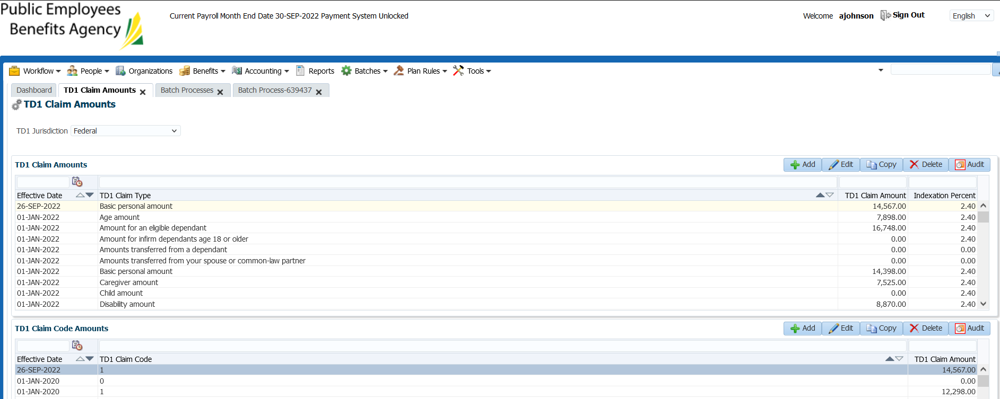 Public Employees
Benefits Agency
Current Payroll Month End Date 30-SEP-2022 Payment System Unlocked
Welcome ajohnson Sign Out English
Workflow People Organizations Benefits Accounting Reports Batches Plan Rules Tools
Dashboard TD1 Claim Amounts Batch Processes Batch Process-639437
TD1 Claim Amounts
TD1 Jurisdiction Federal
TD1 Claim Amounts Add Edit Copy Delete Audit
Effective Date TD1 Claim Type TD1 Claim Amount Indexation Percent
26-SEP-2022 Basic personal amount 14,567.00 2.40
01-JAN-2022 Age amount 7,898.00 2.40
01-JAN-2022 Amount for an eligible dependant 16,748.00 2.40
01-JAN-2022 Amount for infirm dependants age 18 or older 0.00 2.40
01-JAN-2022 Amounts transferred from a dependant 0.00 0.00
01-JAN-2022 Amounts transferred from your spouse or common-law partner 0.00 0.00
01-JAN-2022 Basic personal amount 14,398.00 2.40
01-JAN-2022 Caregiver amount 7,525.00 2.40
01-JAN-2022 Child amount 0.00 2.40
01-JAN-2022 Disability amount 8,870.00 2.40
TD1 Claim Code Amounts Add Edit Copy Delete Audit
Effective Date TD1 Claim Code TD1 Claim Amount
26-SEP-2022 1 14,567.00
01-JAN-2020 0 0.00
01-JAN-2020 1 12,298.00